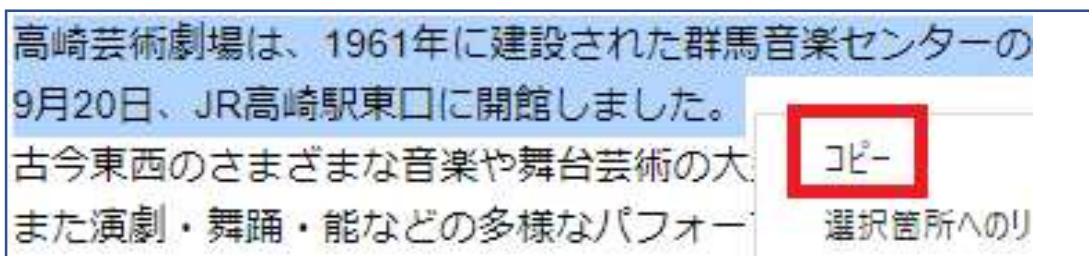 高崎芸術劇場は、1961年に建設された群馬音楽センターの
9月20日、JR高崎駅東口に開館しました。
古今東西のさまざまな音楽や舞台芸術の大
コピー
また演劇・舞踊・能などの多様なパフォー
選択箇所へのリ